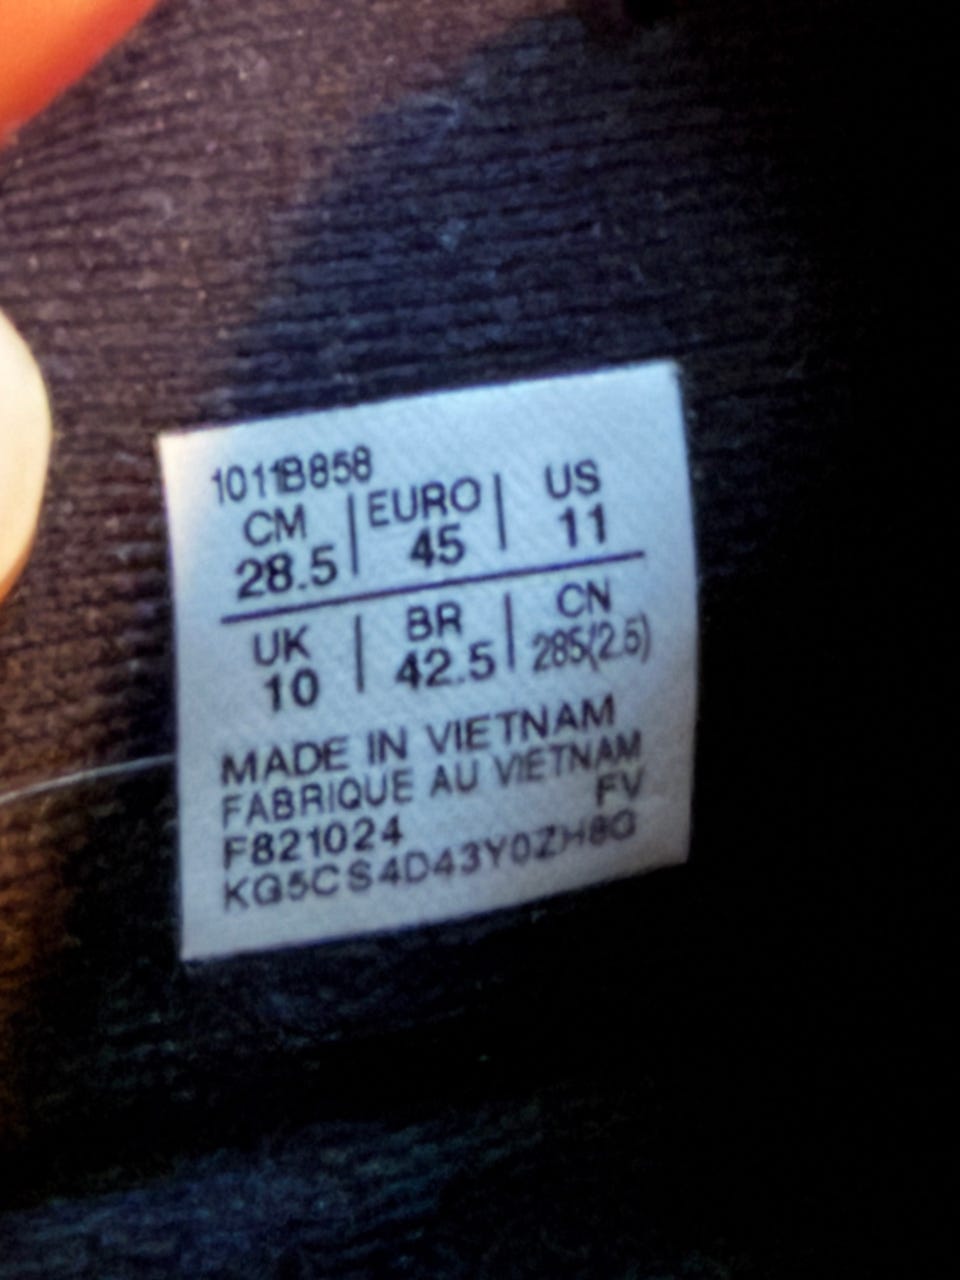 1011B858
CM | EURO | US
28.5 | 45 | 11
UK | BR | CN
10 | 42.5 | 285(2.5)
MADE IN VIETNAM
FABRIQUE AU VIETNAM
FV
F821024
KG5CS4D43Y0ZH8G